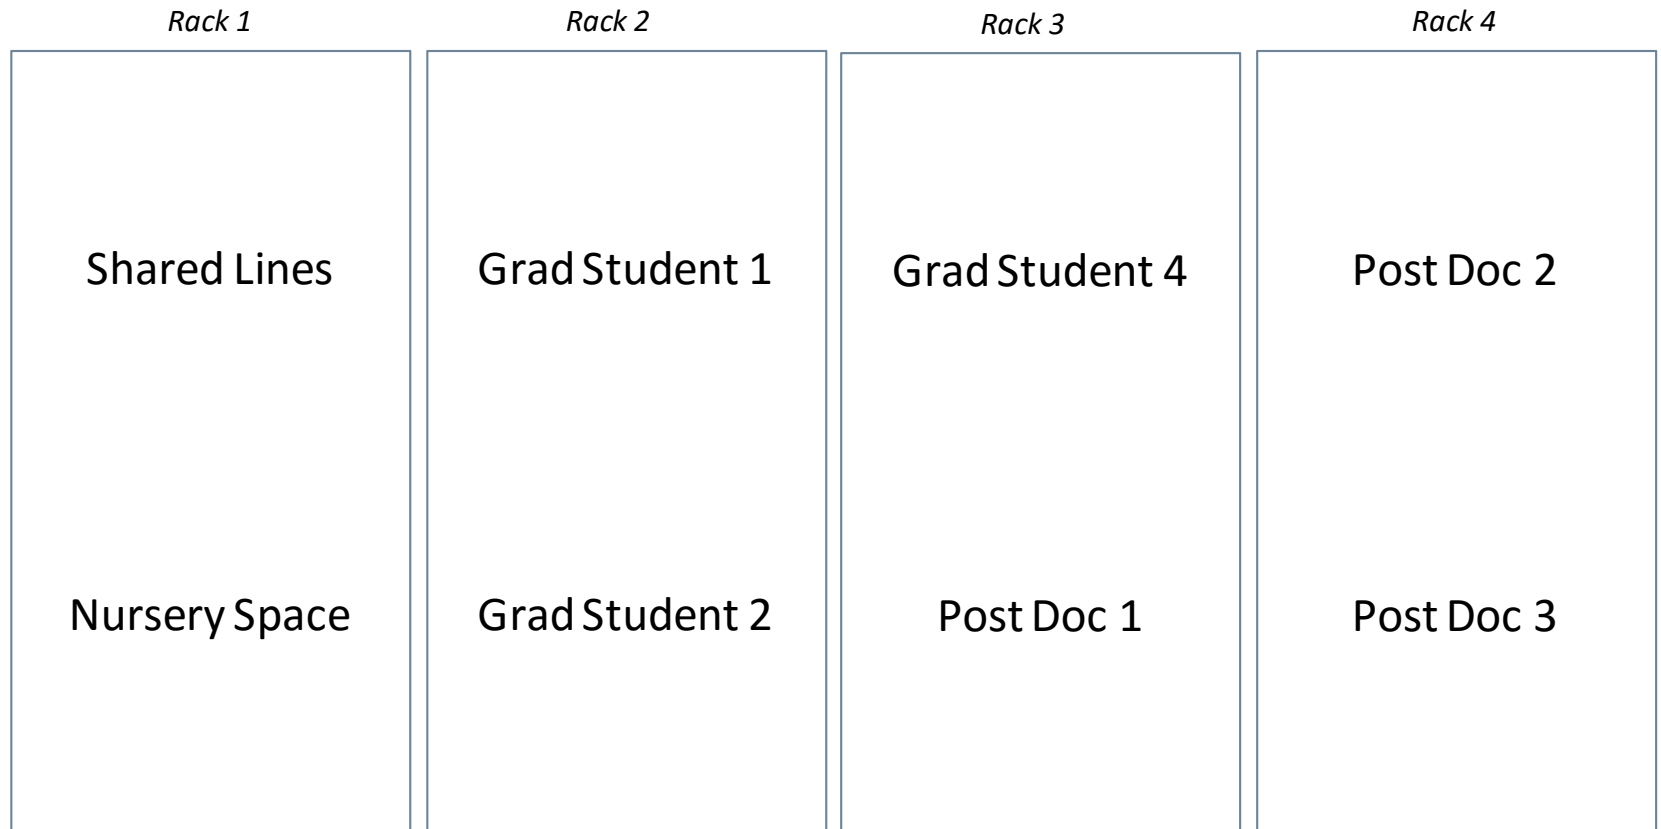 Rack 1
Rack 2
Rack 3
Rack 4
Shared Lines
Grad Student 1
Grad Student 4
Post Doc 2
Nursery Space
Grad Student 2
Post Doc 1
Post Doc 3